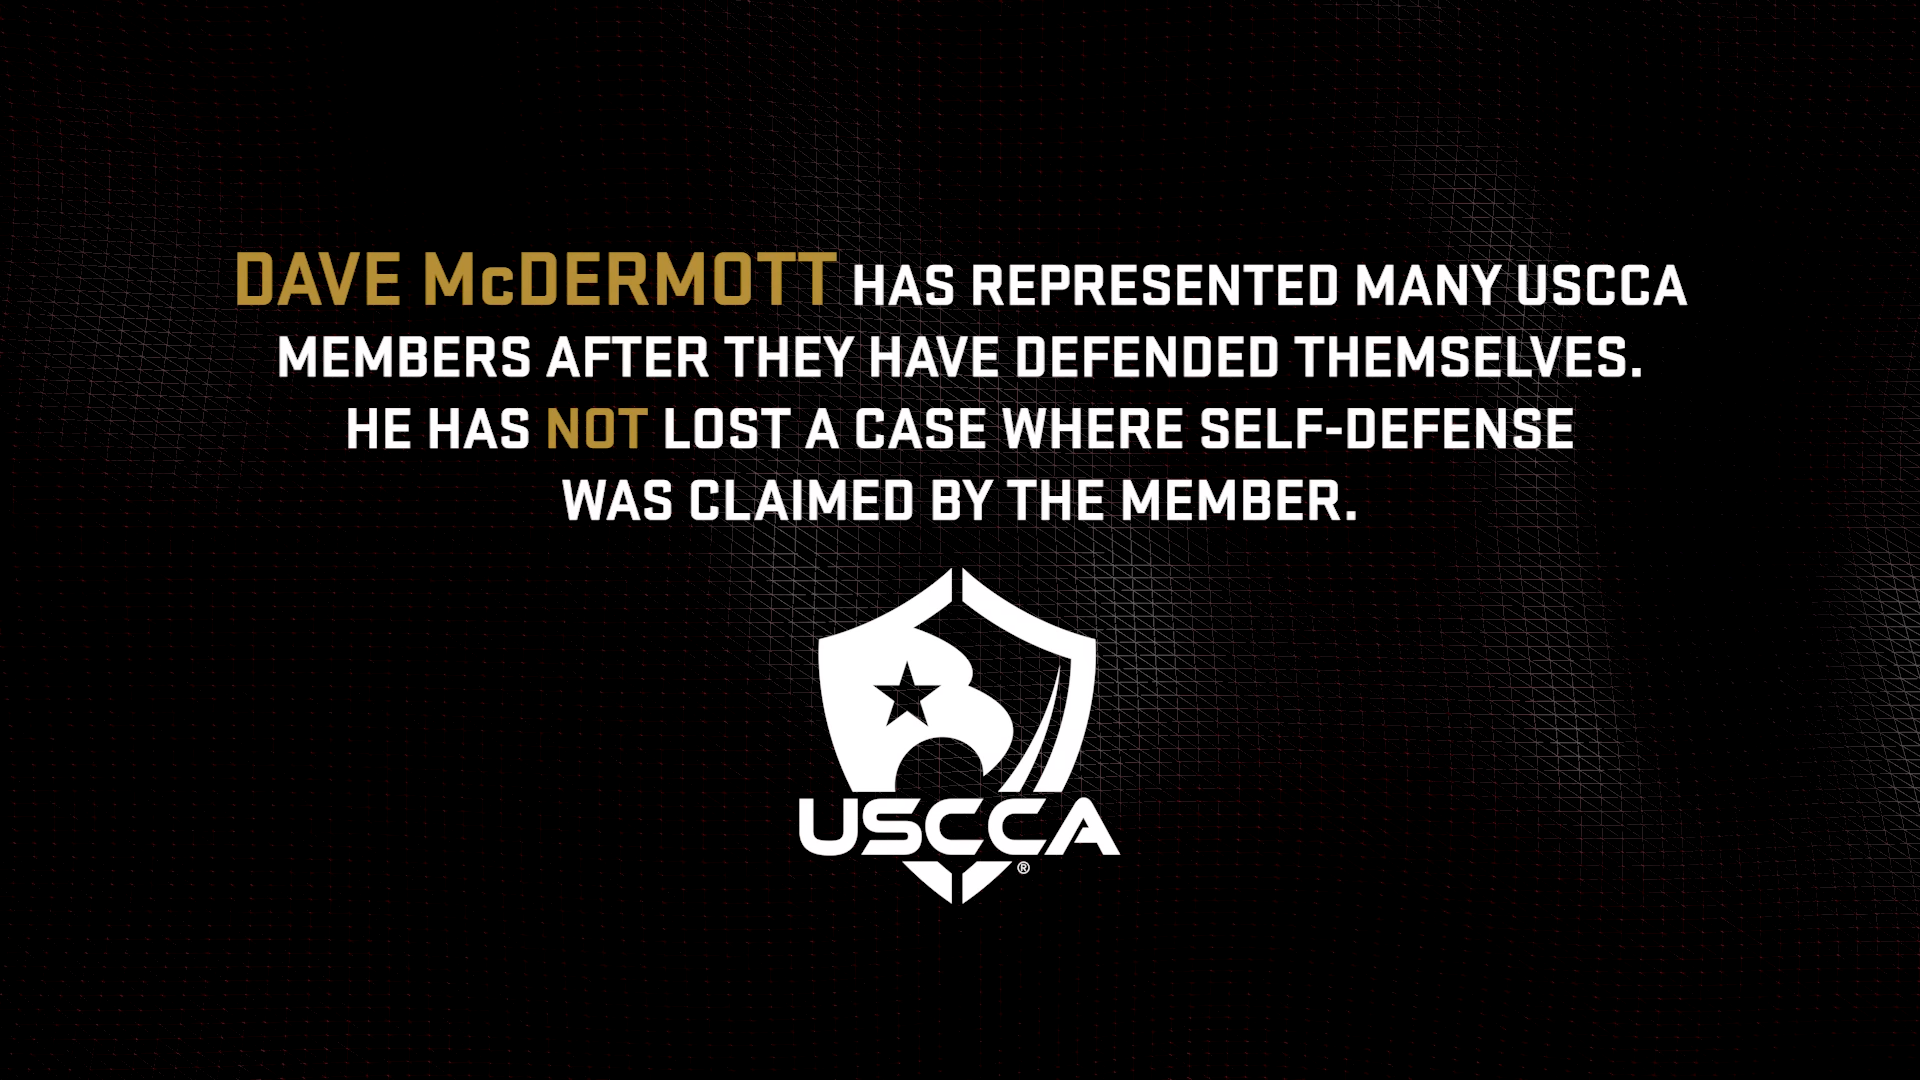 DAVE McDERMOTT HAS REPRESENTED MANY USCCA
MEMBERS AFTER THEY HAVE DEFENDED THEMSELVES.
HE HAS NOT LOST A CASE WHERE SELF-DEFENSE
WAS CLAIMED BY THE MEMBER.
USCCA
®